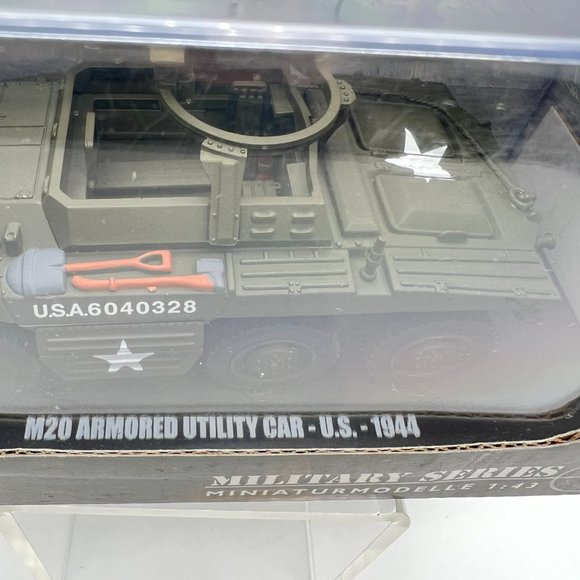 U.S.A.6040328
M20 ARMORED UTILITY CAR - U.S. - 1944
MILITARY SERIES
MINIATURMODELLE 1:43